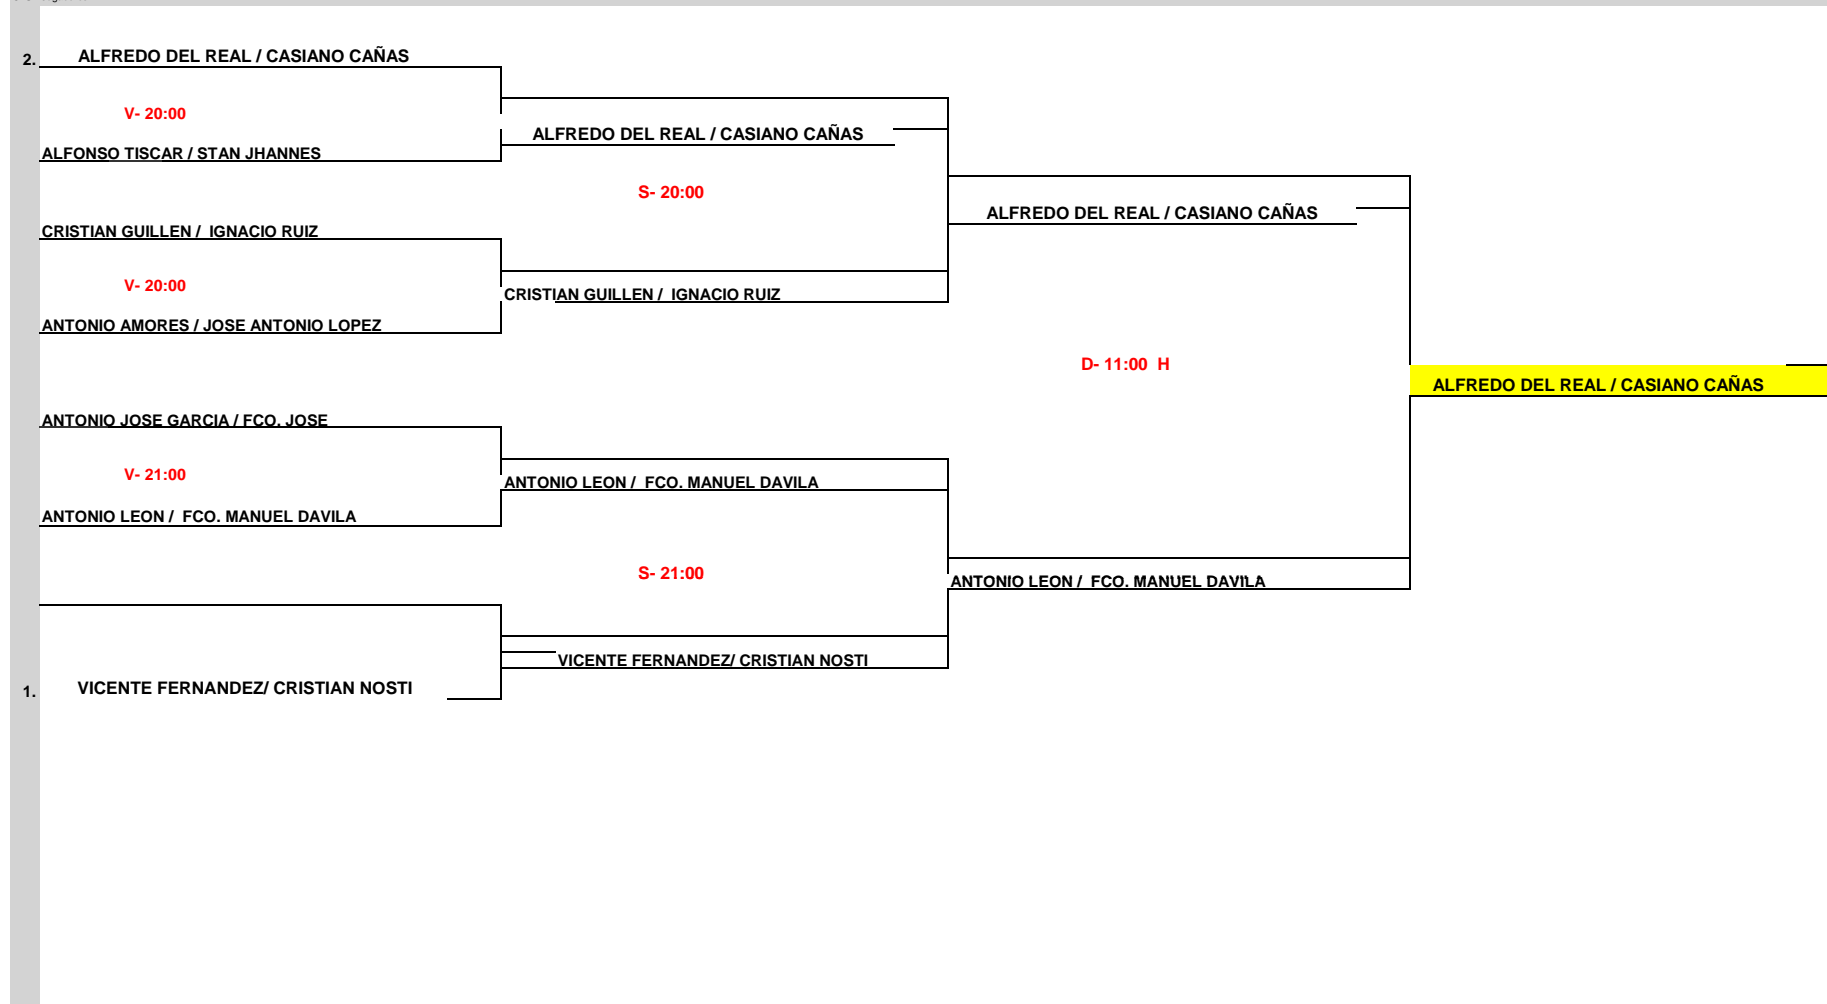 2. ALFREDO DEL REAL / CASIANO CAÑAS
V- 20:00
ALFREDO DEL REAL / CASIANO CAÑAS
ALFONSO TISCAR / STAN JHANNES
S- 20:00
ALFREDO DEL REAL / CASIANO CAÑAS
CRISTIAN GUILLEN / IGNACIO RUIZ
V- 20:00
CRISTIAN GUILLEN / IGNACIO RUIZ
ANTONIO AMORES / JOSE ANTONIO LOPEZ
D- 11:00 H
ALFREDO DEL REAL / CASIANO CAÑAS
ANTONIO JOSE GARCIA / FCO. JOSE
V- 21:00
ANTONIO LEON / FCO. MANUEL DAVILA
ANTONIO LEON / FCO. MANUEL DAVILA
S- 21:00
ANTONIO LEON / FCO. MANUEL DAVILA
VICENTE FERNANDEZ/ CRISTIAN NOSTI
1. VICENTE FERNANDEZ/ CRISTIAN NOSTI